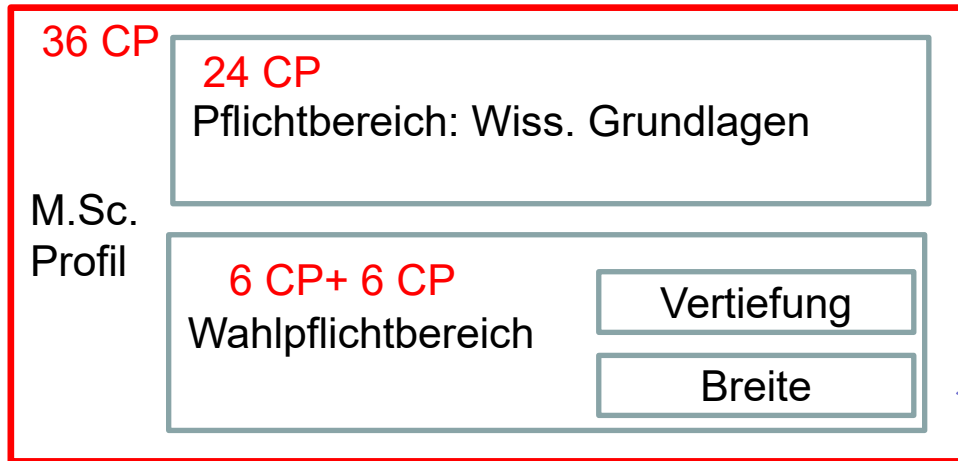 36 CP
24 CP
Pflichtbereich: Wiss. Grundlagen
M.Sc.
Profil
6 CP+ 6 CP
Wahlpflichtbereich
Vertiefung
Breite